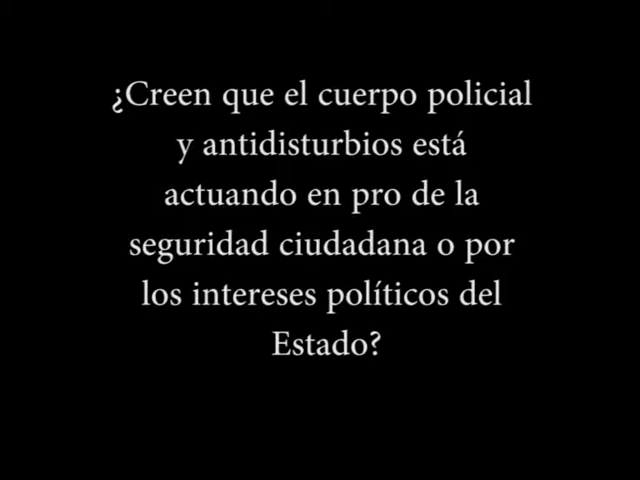 ¿Creen que el cuerpo policial
y antidisturbios está
actuando en pro de la
seguridad ciudadana o por
los intereses políticos del
Estado?